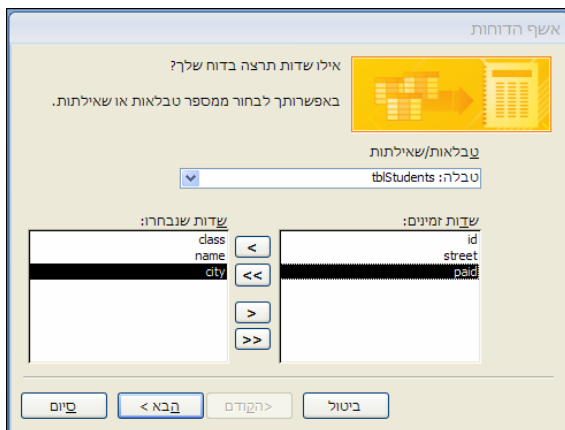 אשף הדוחות
אילו שדות תרצה בדוח שלך?
באפשרותך לבחור ממספר טבלאות או שאילתות.
טבלאות/שאילתות
טבלה: tblStudents
שדות זמינים:
id
street
paid
<
<<
>
>>
שדות שנבחרו:
class
name
city
ביטול
<הקודם
הבא >
סיום